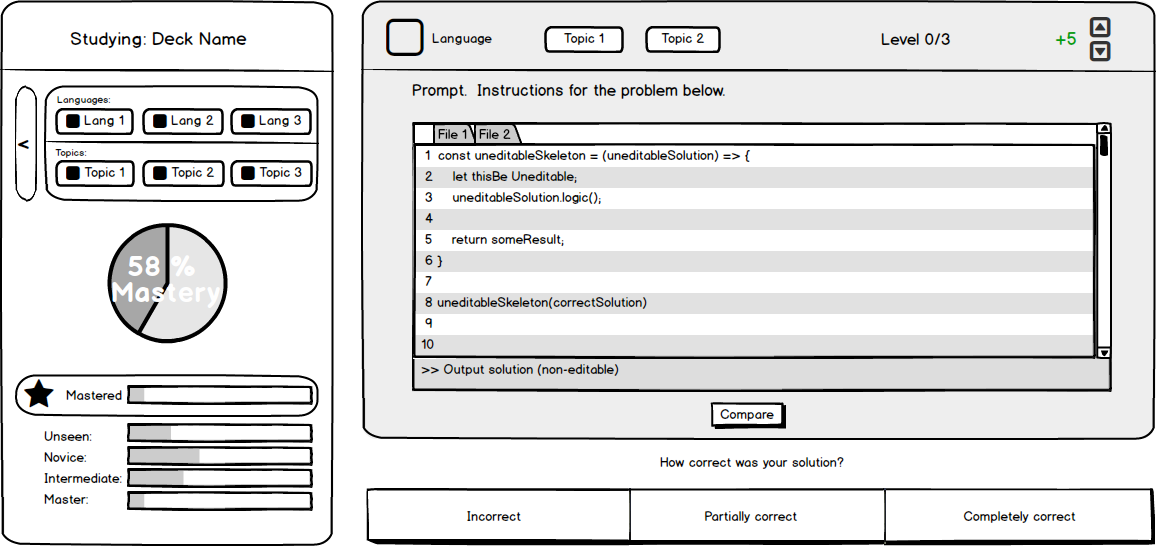 Studying: Deck Name
Languages:
Lang 1 Lang 2 Lang 3
Topics:
Topic 1 Topic 2 Topic 3
<
58 %
Mastery
Mastered
Unseen:
Novice:
Intermediate:
Master:
Language Topic 1 Topic 2 Level 0/3 +5
Prompt. Instructions for the problem below.
File 1 File 2
1 const uneditableSkeleton = (uneditableSolution) => {
2 let thisBe Uneditable;
3 uneditableSolution.logic();
4
5 return someResult;
6 }
7
8 uneditableSkeleton(correctSolution)
9
10
>> Output solution (non-editable)
Compare
How correct was your solution?
Incorrect Partially correct Completely correct